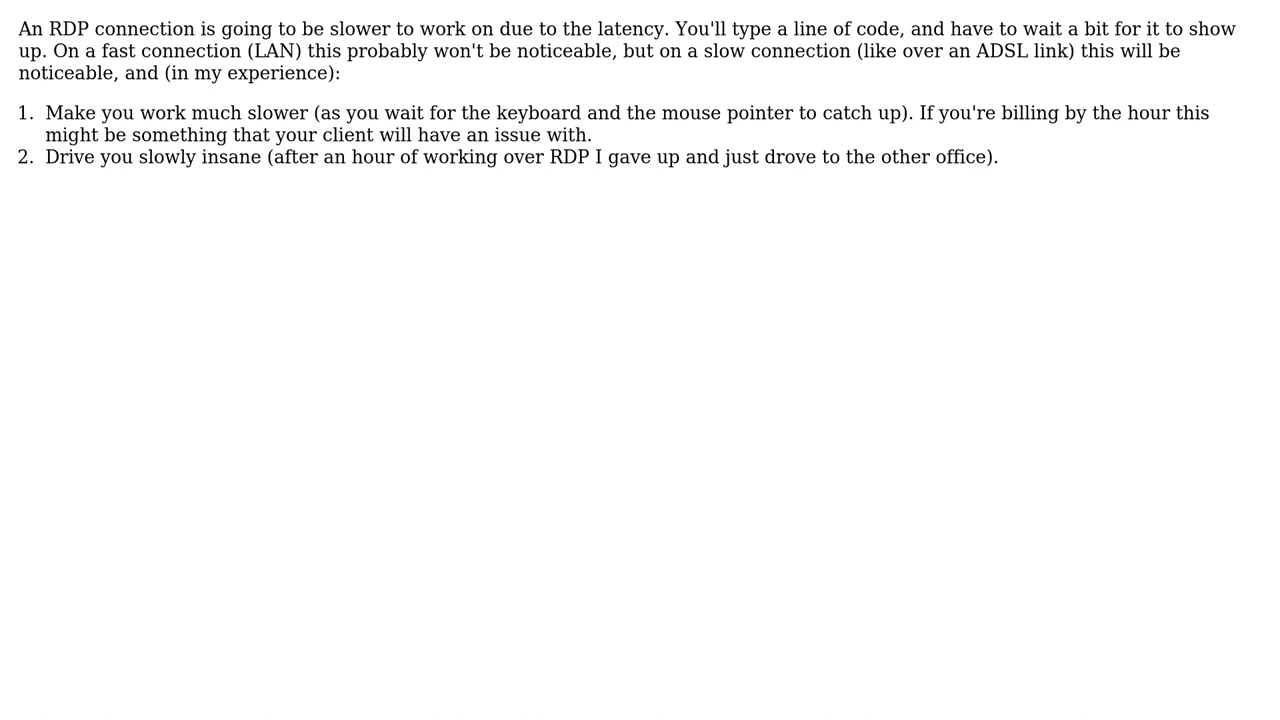 An RDP connection is going to be slower to work on due to the latency. You'll type a line of code, and have to wait a bit for it to show
up. On a fast connection (LAN) this probably won't be noticeable, but on a slow connection (like over an ADSL link) this will be
noticeable, and (in my experience):
1. Make you work much slower (as you wait for the keyboard and the mouse pointer to catch up). If you're billing by the hour this
might be something that your client will have an issue with.
2. Drive you slowly insane (after an hour of working over RDP I gave up and just drove to the other office).